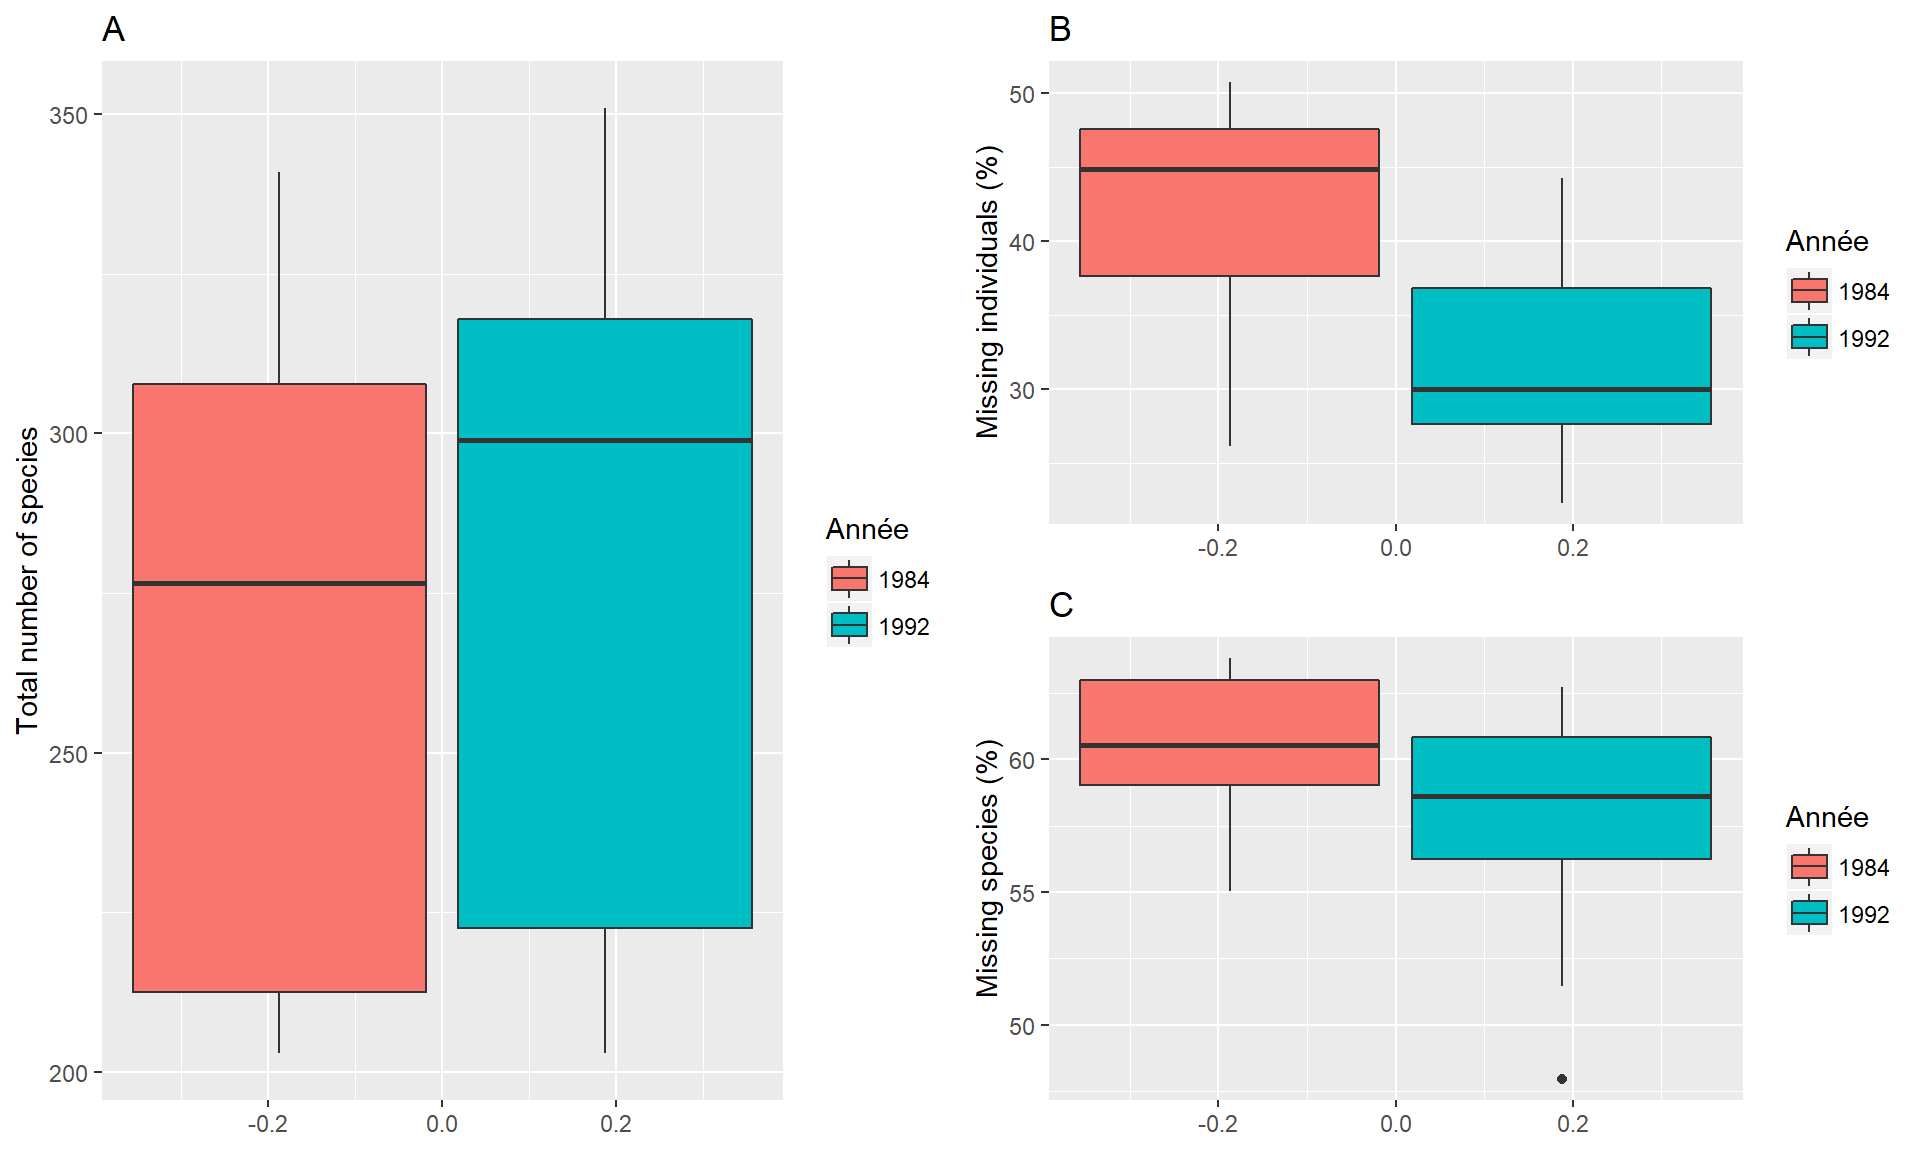 A
Total number of species
350
300
250
200
-0.2 0.0 0.2
Année
1984
1992
B
Missing individuals (%)
50
40
30
-0.2 0.0 0.2
Année
1984
1992
C
Missing species (%)
60
55
50
-0.2 0.0 0.2
Année
1984
1992